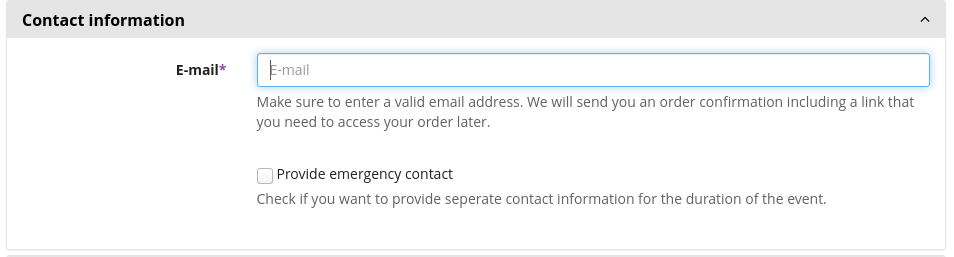 Contact information
E-mail*
E-mail
Make sure to enter a valid email address. We will send you an order confirmation including a link that
you need to access your order later.
Provide emergency contact
Check if you want to provide seperate contact information for the duration of the event.